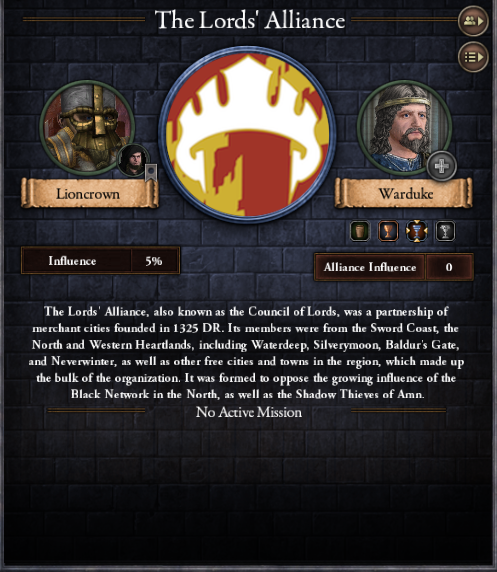 The Lords' Alliance
Lioncrown
Warduke
Influence 5%
Alliance Influence 0
The Lords' Alliance, also known as the Council of Lords, was a partnership of
merchant cities founded in 1325 DR. Its members were from the Sword Coast, the
North and Western Heartlands, including Waterdeep, Silverymoon, Baldur's Gate,
and Neverwinter, as well as other free cities and towns in the region, which made up
the bulk of the organization. It was formed to oppose the growing influence of the
Black Network in the North, as well as the Shadow Thieves of Amn.
No Active Mission